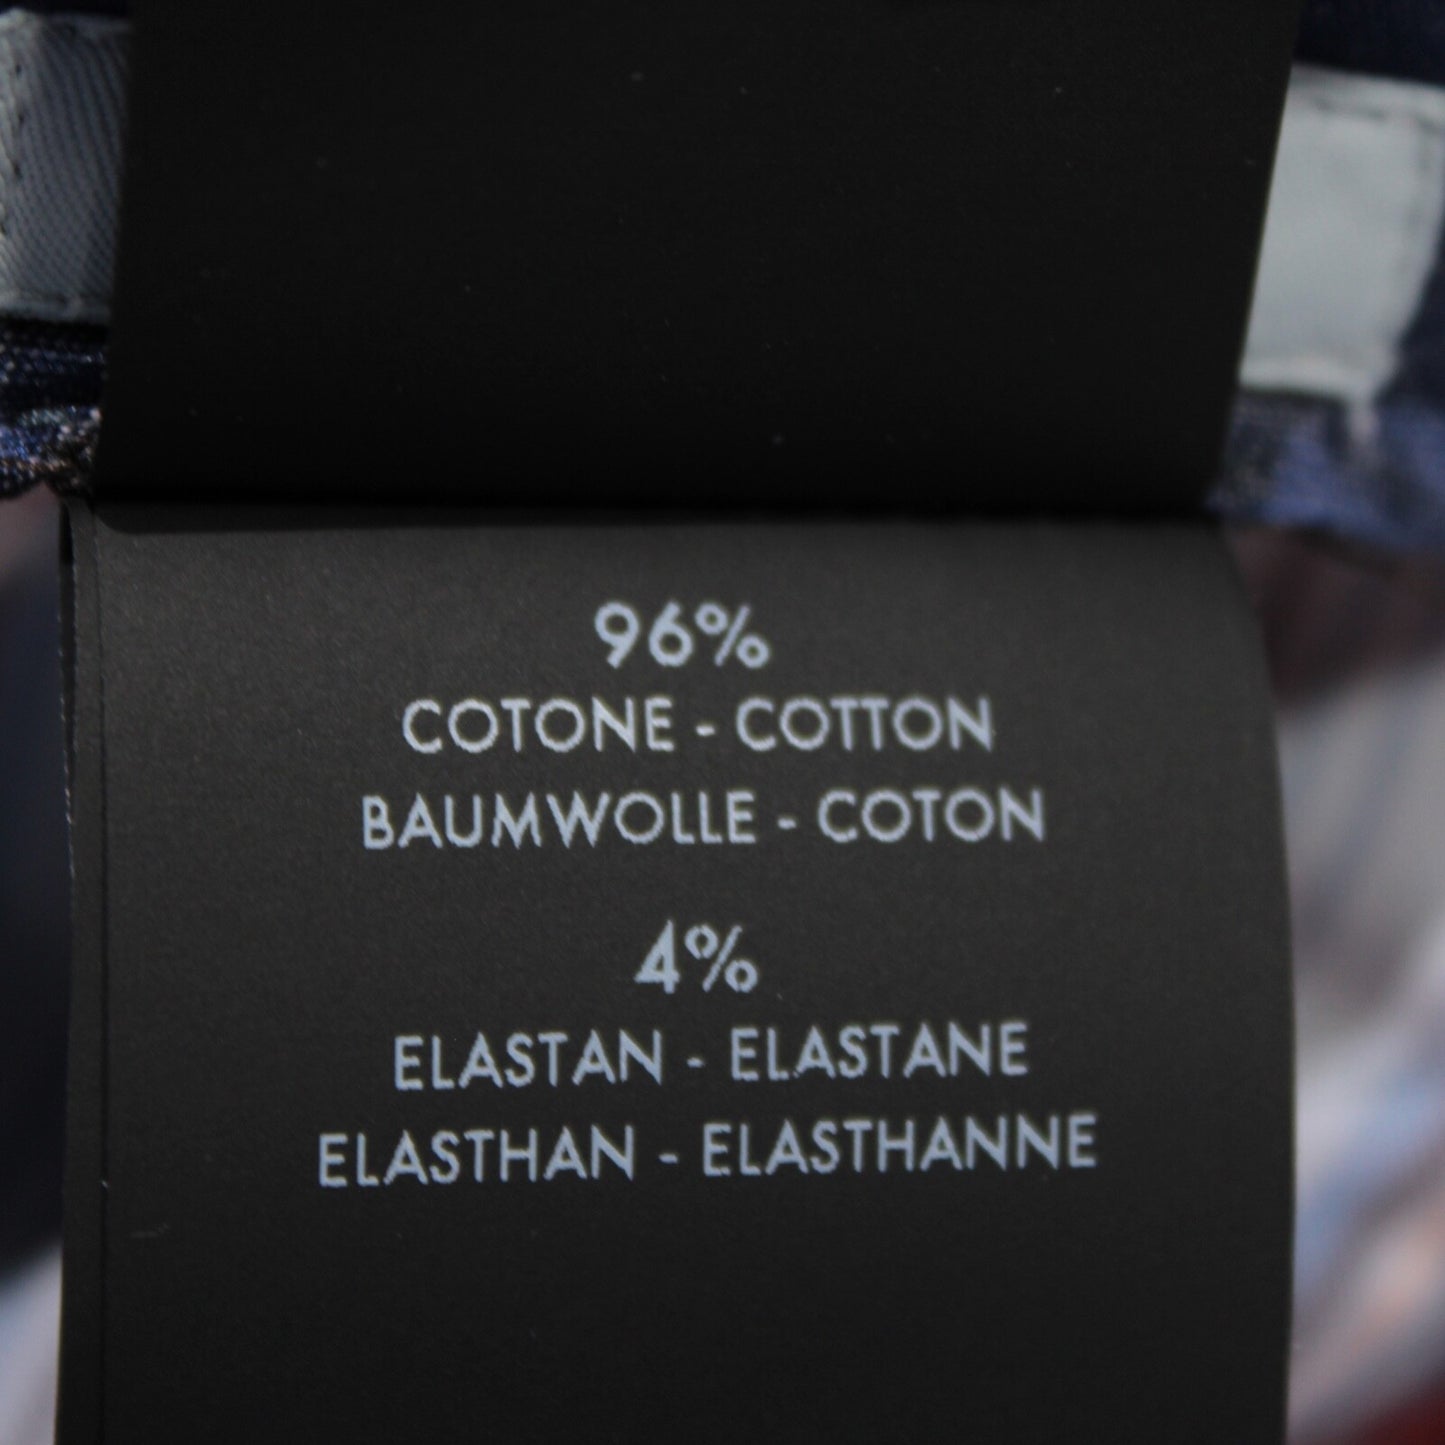 96%
COTONE - COTTON
BAUMWOLLE - COTON
4%
ELASTAN - ELASTANE
ELASTHAN - ELASTHANNE